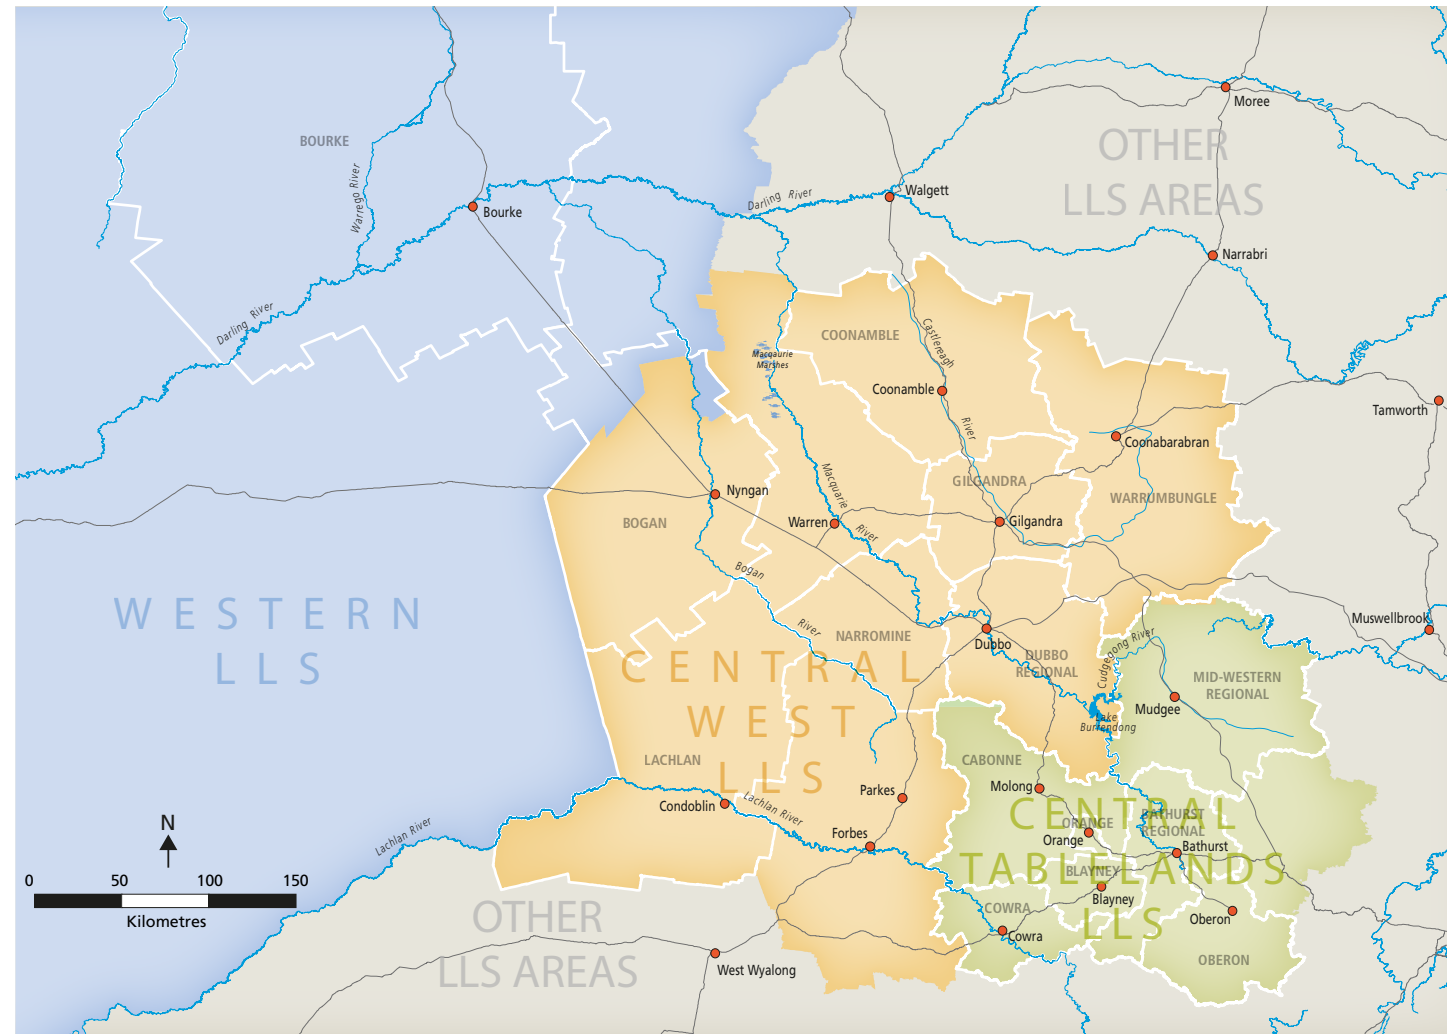 Moree
OTHER
LLS AREAS
BOURKE
Warrego River
Bourke
Darling River
Walgett
Narrabri
Darling River
COONAMBLE
Castlereagh
River
Macqaurie
Marshes
Coonamble
Tamworth
Coonabarabran
GILGANDRA
WARRUMBUNGLE
Nyngan
BOGAN
Macquarie
River
Warren
Gilgandra
Bogan
River
WESTERN
LLS
Muswellbrook
NARROMINE
Dubbo
DUBBO
REGIONAL
Cudgegong River
CENTRAL
WEST
LLS
MID-WESTERN
REGIONAL
Mudgee
Lake
Burrendong
LACHLAN
CABONNE
Molong
Parkes
Condoblin
Lachlan River
Forbes
CENTRAL
TABLELANDS
LLS
ORANGE
Orange
BATHURST
REGIONAL
Bathurst
BLAYNEY
Blayney
Lachlan River
N
0 50 100 150
Kilometres
OTHER
LLS AREAS
COWRA
Cowra
Oberon
OBERON
West Wyalong